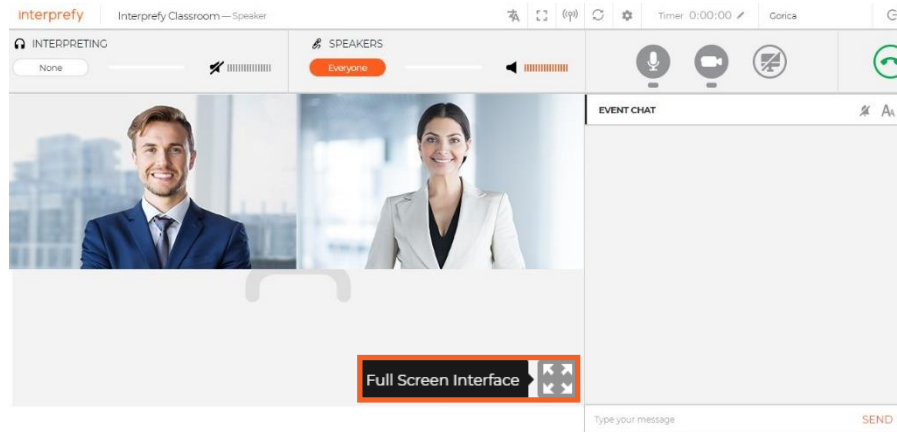 interprefy
Interprefy Classroom — Speaker
Timer 0:00:00
Gorica
INTERPRETING
None
SPEAKERS
Everyone
EVENT CHAT
AA
Full Screen Interface
Type your message
SEND